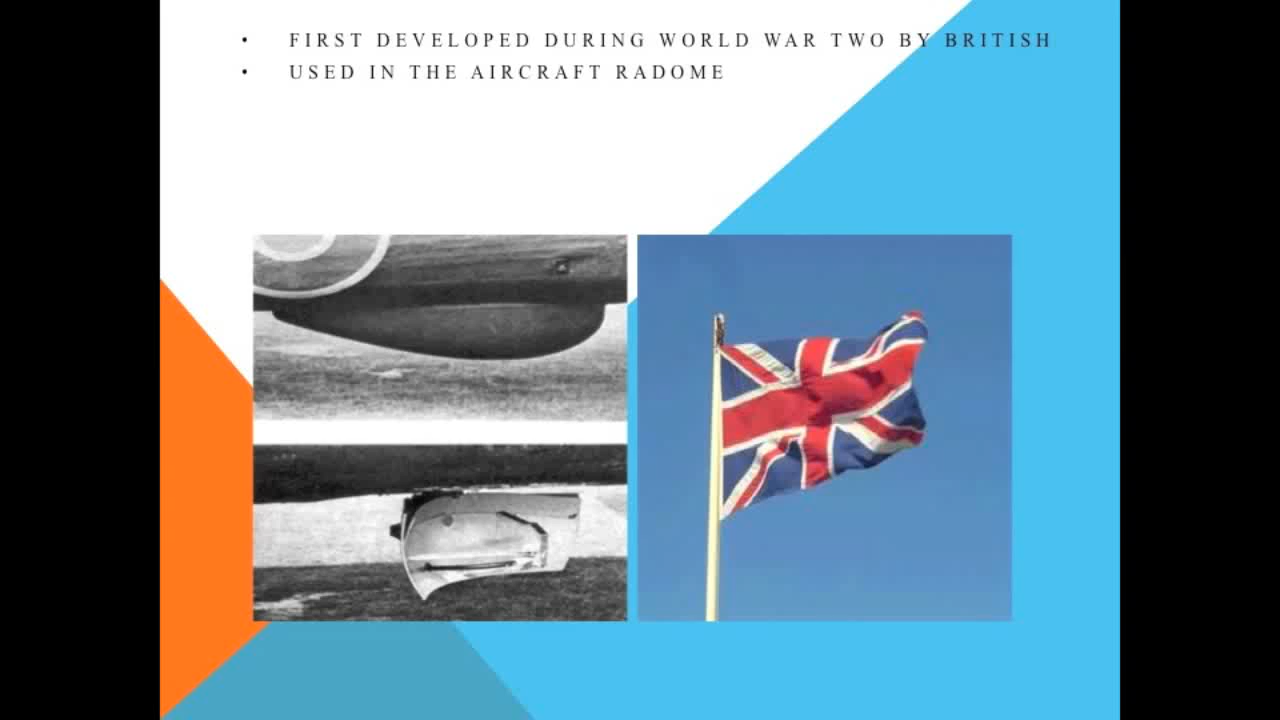 • FIRST DEVELOPED DURING WORLD WAR TWO BY BRITISH
• USED IN THE AIRCRAFT RADOME